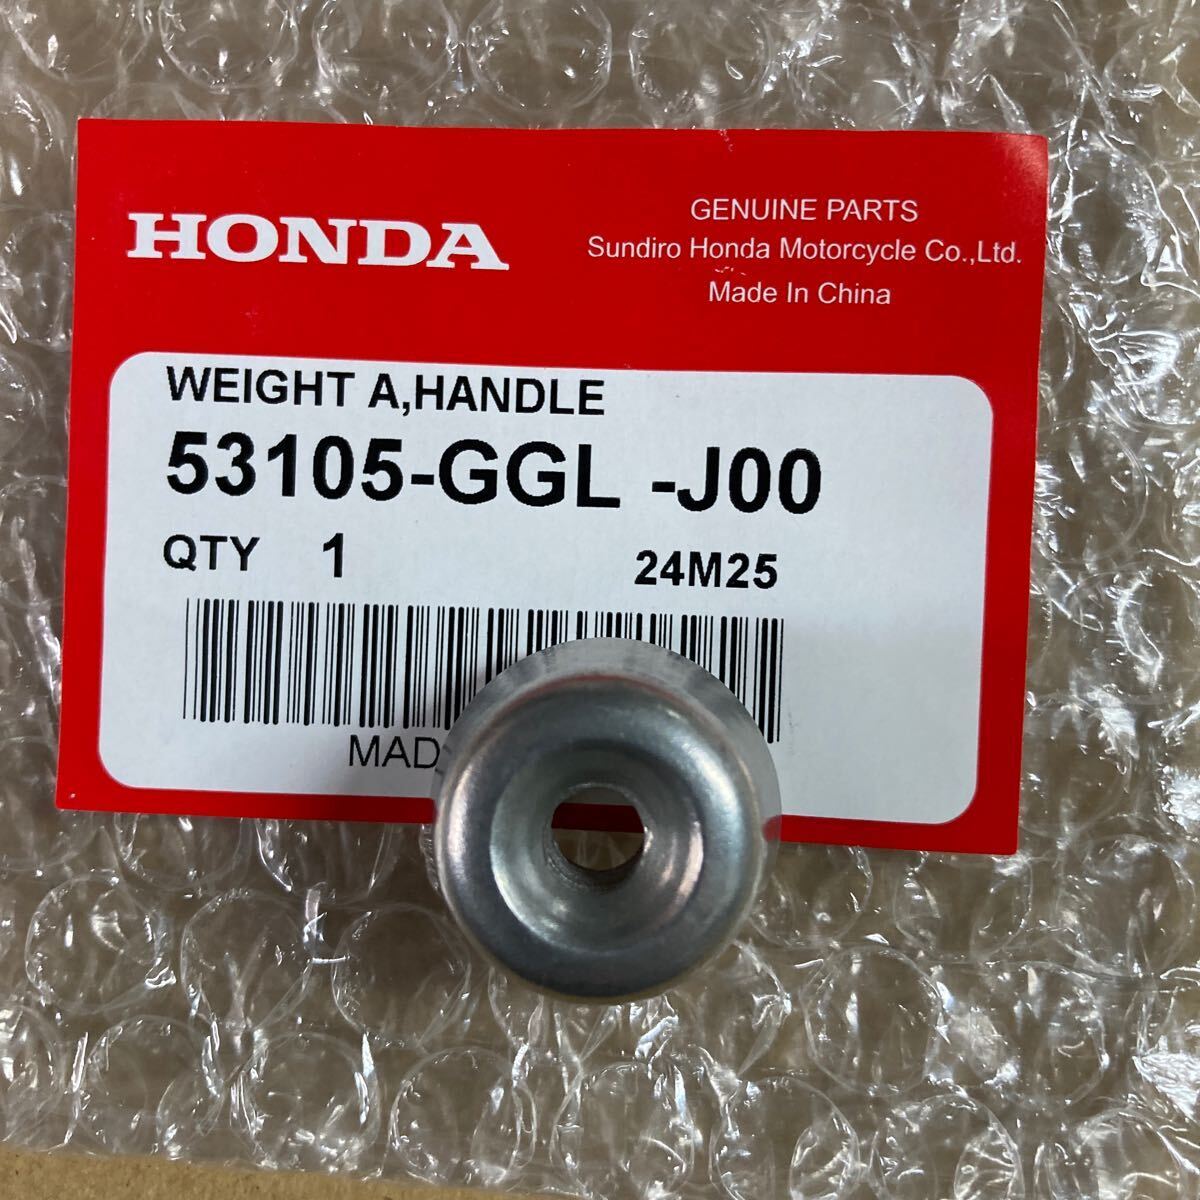 HONDA
GENUINE PARTS
Sundiro Honda Motorcycle Co.,Ltd.
Made In China
WEIGHT A,HANDLE
53105-GGL -J00
QTY 1 24M25